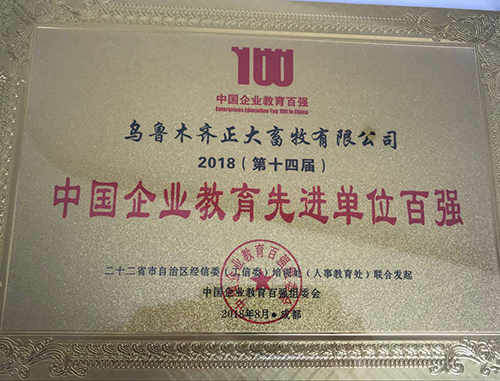 100
中国企业教育百强
Enterprises Education Top 100 in China
乌鲁木齐正大畜牧有限公司
2018(第十四届)
中国企业教育先进单位百强
二十二省市自治区经信委(工信委)培训处(人事教育处)联合发起
中国企业教育百强组委会
2018年8月●成都